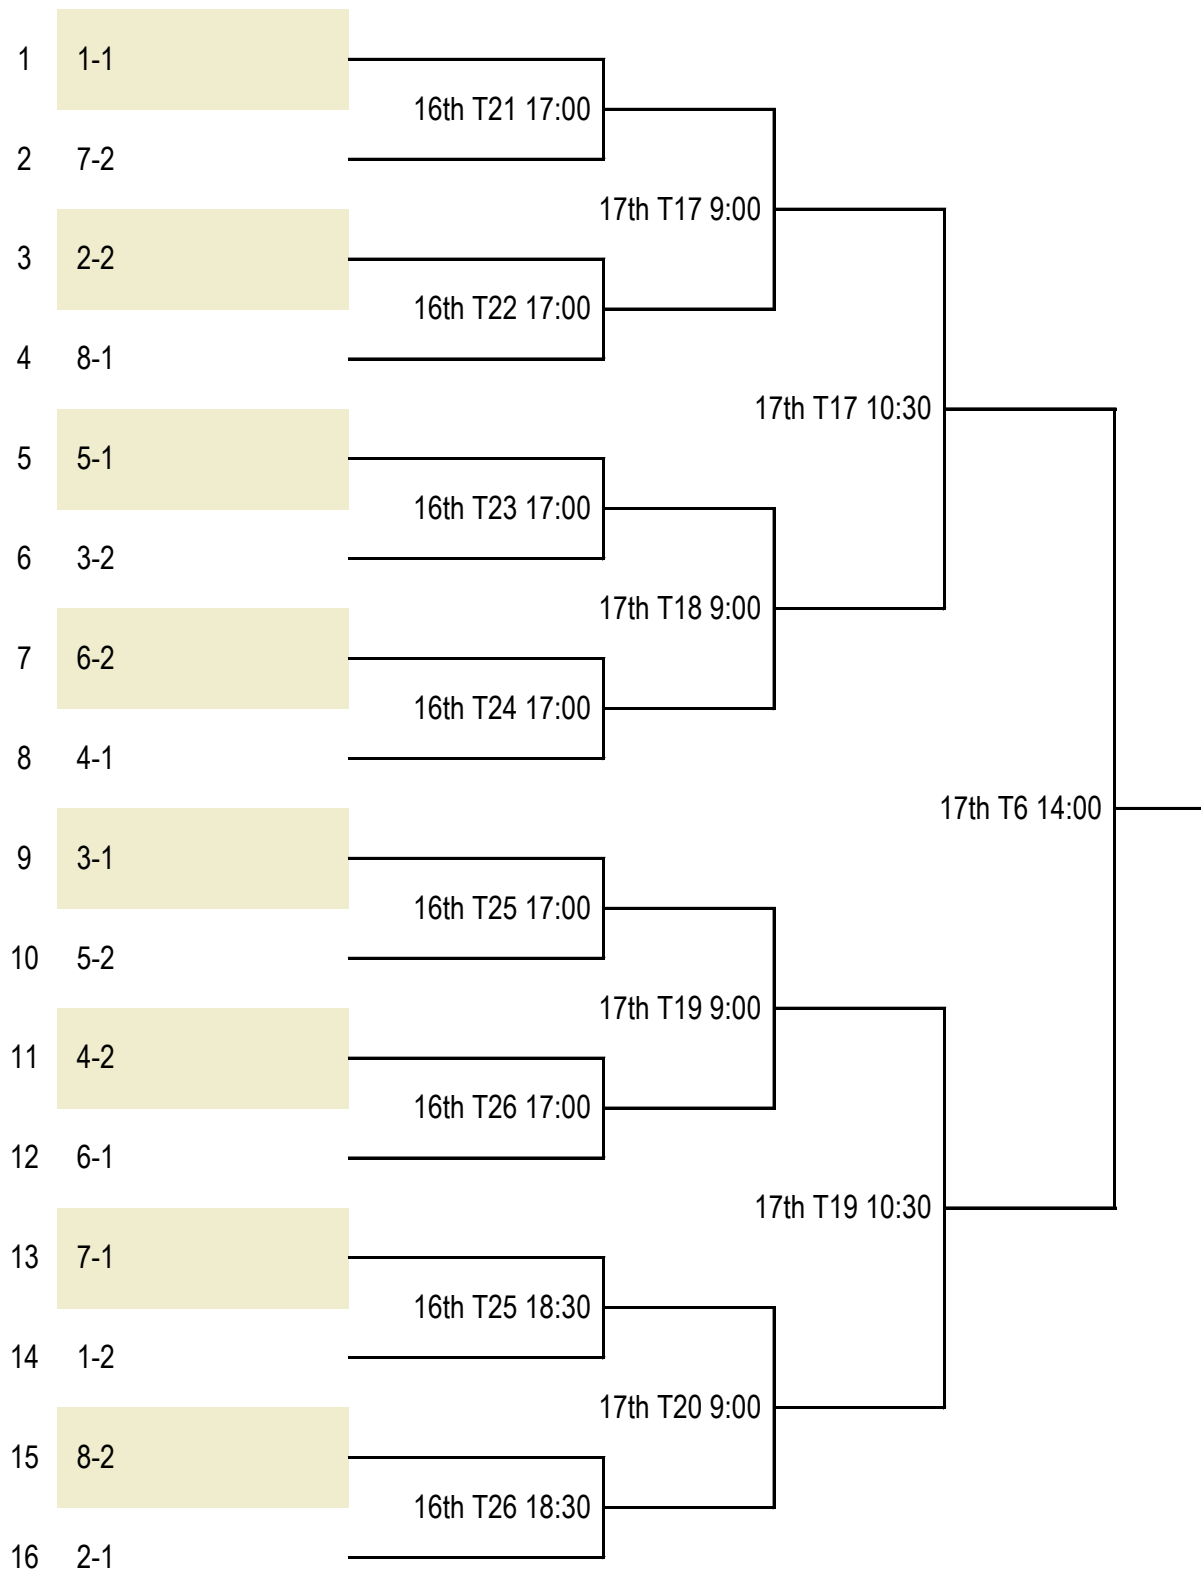 1 1-1
16th T21 17:00
2 7-2
17th T17 9:00
3 2-2
16th T22 17:00
4 8-1
17th T17 10:30
5 5-1
16th T23 17:00
6 3-2
17th T18 9:00
7 6-2
16th T24 17:00
8 4-1
17th T6 14:00
9 3-1
16th T25 17:00
10 5-2
17th T19 9:00
11 4-2
16th T26 17:00
12 6-1
17th T19 10:30
13 7-1
16th T25 18:30
14 1-2
17th T20 9:00
15 8-2
16th T26 18:30
16 2-1